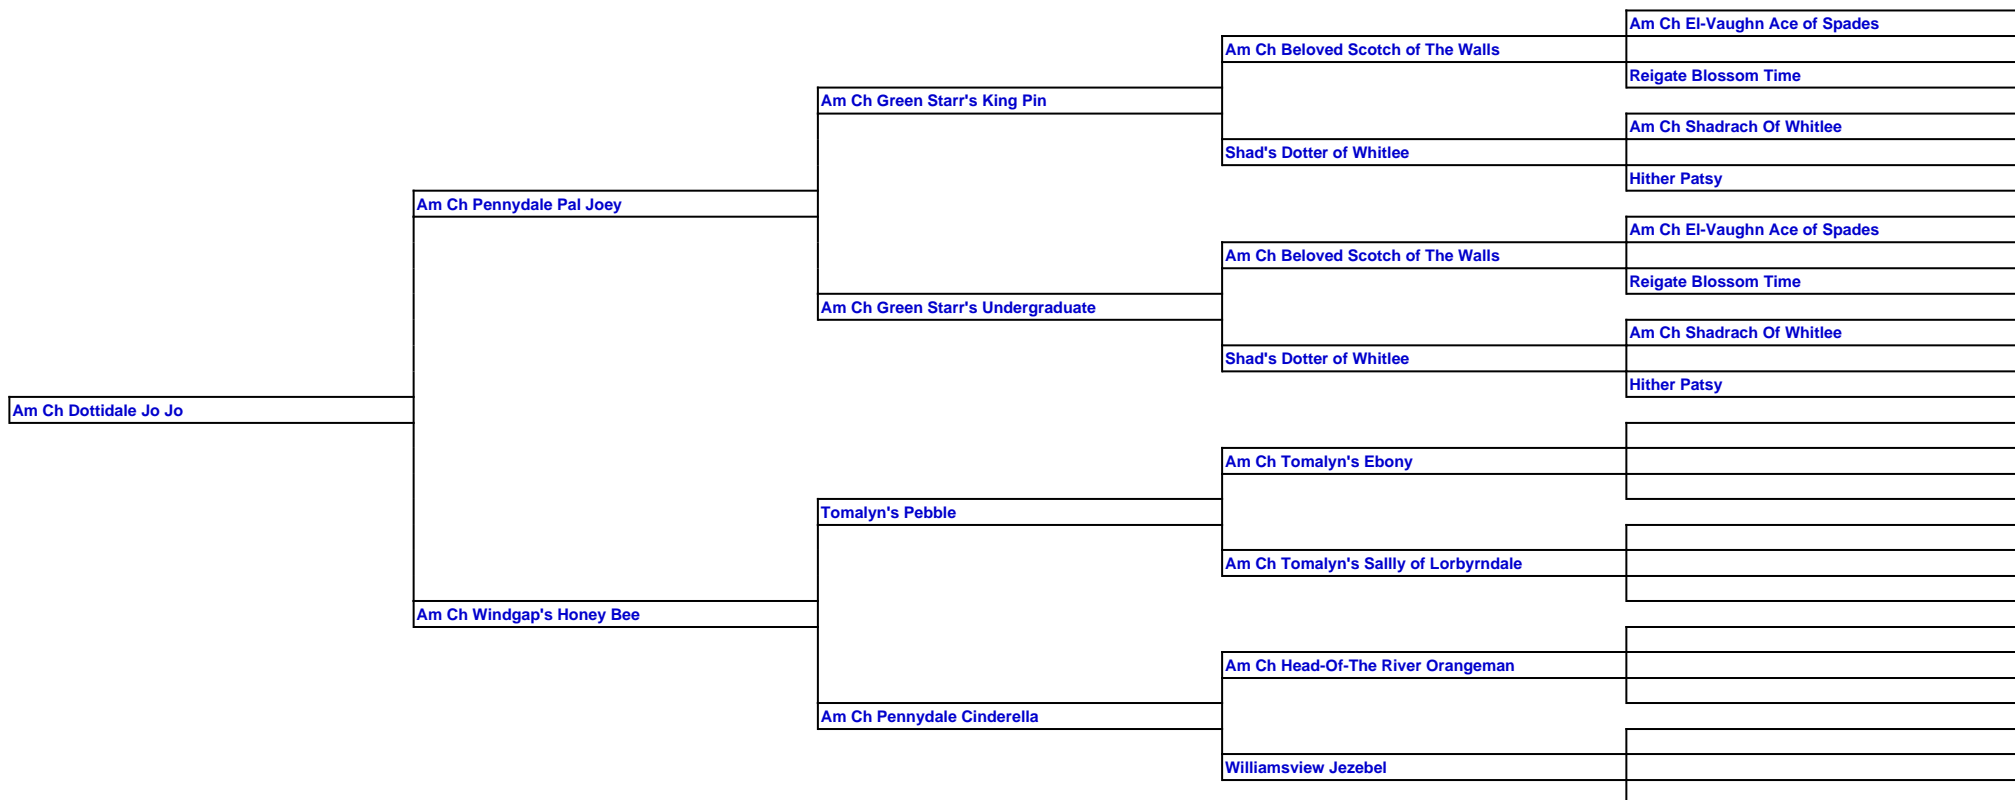 Am Ch El-Vaughn Ace of Spades
Am Ch Beloved Scotch of The Walls
Reigate Blossom Time
Am Ch Green Starr's King Pin
Am Ch Shadrach Of Whitlee
Shad's Dotter of Whitlee
Hither Patsy
Am Ch Pennydale Pal Joey
Am Ch El-Vaughn Ace of Spades
Am Ch Beloved Scotch of The Walls
Reigate Blossom Time
Am Ch Green Starr's Undergraduate
Am Ch Shadrach Of Whitlee
Shad's Dotter of Whitlee
Hither Patsy
Am Ch Dottidale Jo Jo
Am Ch Tomalyn's Ebony
Tomalyn's Pebble
Am Ch Tomalyn's Sallly of Lorbyrndale
Am Ch Windgap's Honey Bee
Am Ch Head-Of-The River Orangeman
Am Ch Pennydale Cinderella
Williamsview Jezebel